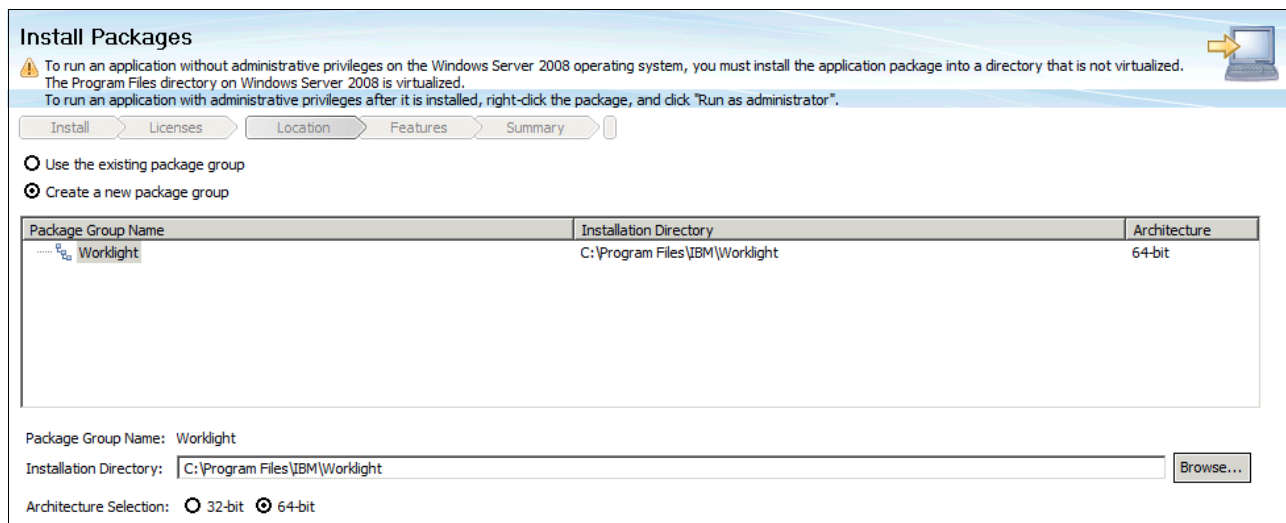 Install Packages
To run an application without administrative privileges on the Windows Server 2008 operating system, you must install the application package into a directory that is not virtualized.
The Program Files directory on Windows Server 2008 is virtualized.
To run an application with administrative privileges after it is installed, right-click the package, and click "Run as administrator".
Install Licenses Location Features Summary
Use the existing package group
Create a new package group
Package Group Name Installation Directory Architecture
Worklight C:\Program Files\IBM\Worklight 64-bit
Package Group Name: Worklight
Installation Directory: C:\Program Files\IBM\Worklight Browse...
Architecture Selection: 32-bit 64-bit